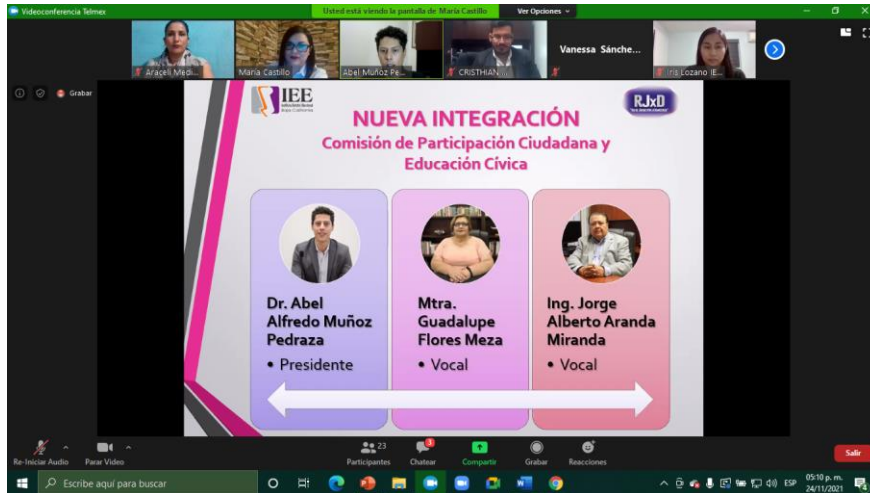 Videoconferencia Telmex
Usted está viendo la pantalla de María Castillo
Ver Opciones
Araceli Medi...
María Castillo
Abel Muñoz Pe...
CRISTHIAN
Vanessa Sánche...
Iris Lozano IE...
Grabar
IEE
RJxD
NUEVA INTEGRACIÓN
Comisión de Participación Ciudadana y
Educación Cívica
Dr. Abel
Alfredo Muñoz
Pedraza
• Presidente
Mtra.
Guadalupe
Flores Meza
• Vocal
Ing. Jorge
Alberto Aranda
Miranda
• Vocal
Re-Iniciar Audio
Parar Video
23
Participantes
3
Chatear
Compartir
Grabar
Reacciones
Salir
Escribe aquí para buscar
ESP
05:10 p. m.
24/11/2021